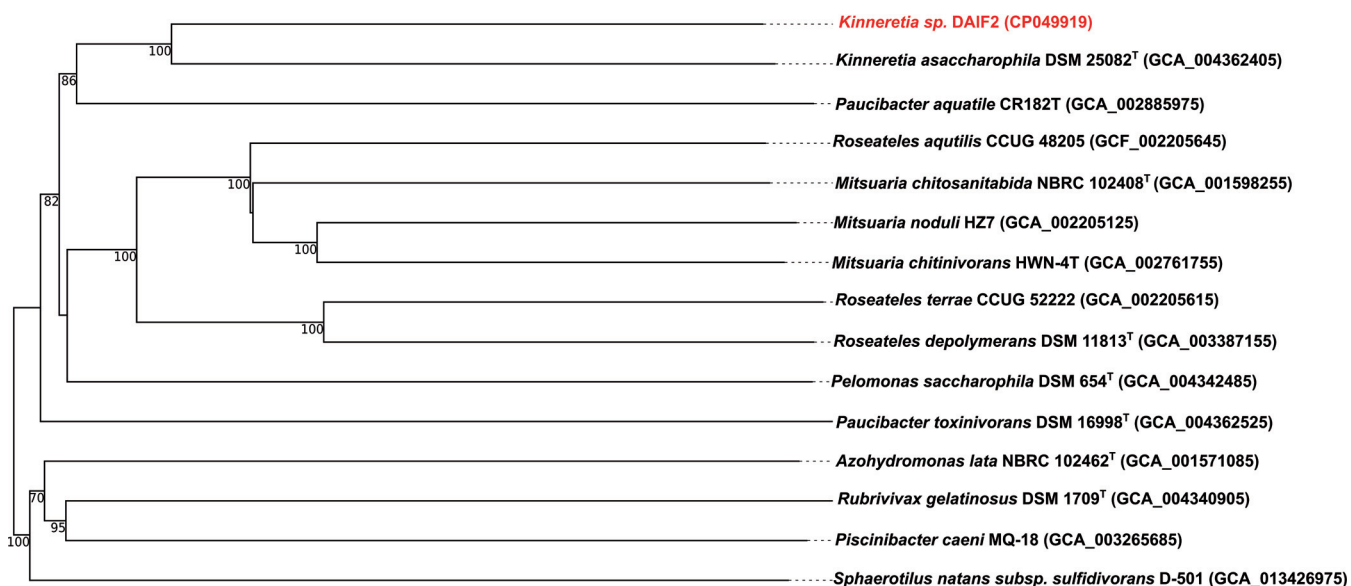 Kinneretia sp. DAIF2 (CP049919)
100
Kinneretia asaccharophila DSM 25082ᵀ (GCA_004362405)
86
Paucibacter aquatile CR182T (GCA_002885975)
Roseateles aqutilis CCUG 48205 (GCF_002205645)
100
Mitsuaria chitosanitabida NBRC 102408ᵀ (GCA_001598255)
82
Mitsuaria noduli HZ7 (GCA_002205125)
100
100
Mitsuaria chitinivorans HWN-4T (GCA_002761755)
Roseateles terrae CCUG 52222 (GCA_002205615)
100
Roseateles depolymerans DSM 11813ᵀ (GCA_003387155)
Pelomonas saccharophila DSM 654ᵀ (GCA_004342485)
Paucibacter toxinivorans DSM 16998ᵀ (GCA_004362525)
Azohydromonas lata NBRC 102462ᵀ (GCA_001571085)
70
Rubrivivax gelatinosus DSM 1709ᵀ (GCA_004340905)
95
Piscinibacter caeni MQ-18 (GCA_003265685)
100
Sphaerotilus natans subsp. sulfidivorans D-501 (GCA_013426975)